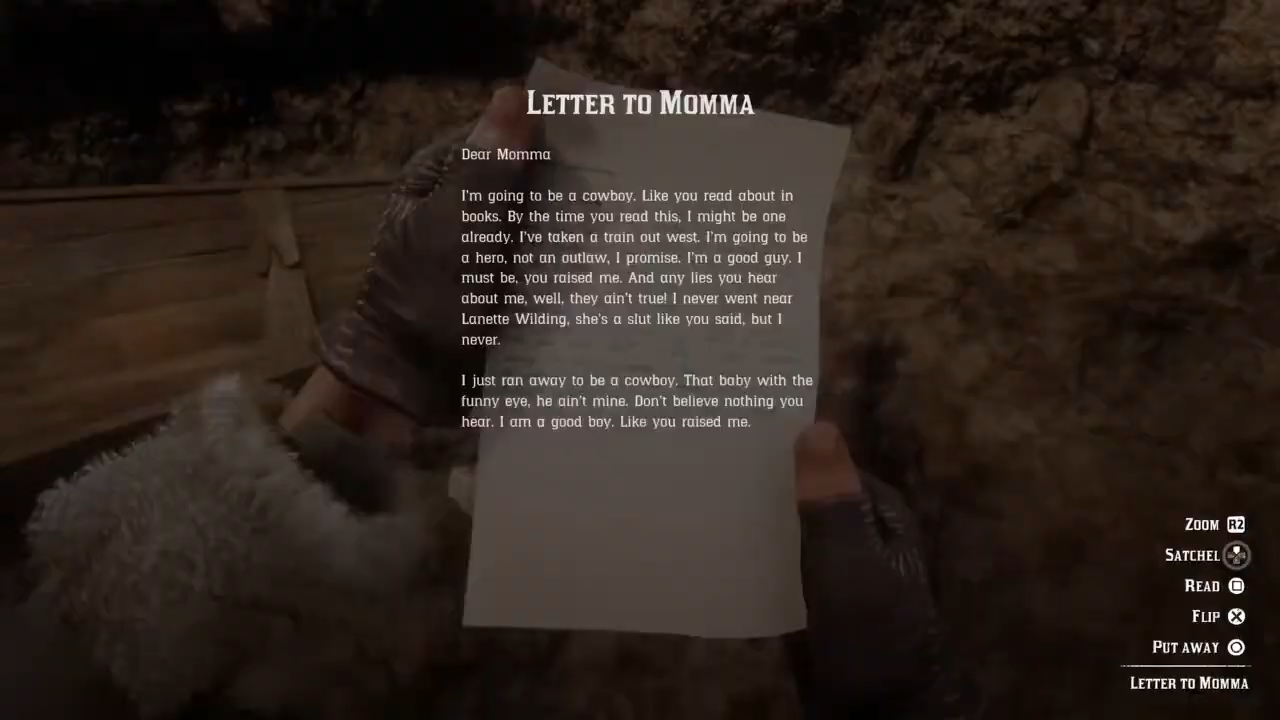 Letter to Momma
Dear Momma
I'm going to be a cowboy. Like you read about in
books. By the time you read this, I might be one
already. I've taken a train out west. I'm going to be
a hero, not an outlaw, I promise. I'm a good guy. I
must be, you raised me. And any lies you hear
about me, well, they ain't true! I never went near
Lanette Wilding, she's a slut like you said, but I
never.
I just ran away to be a cowboy. That baby with the
funny eye, he ain't mine. Don't believe nothing you
hear. I am a good boy. Like you raised me.
Zoom R2
Satchel
Read
Flip
Put away
Letter to Momma